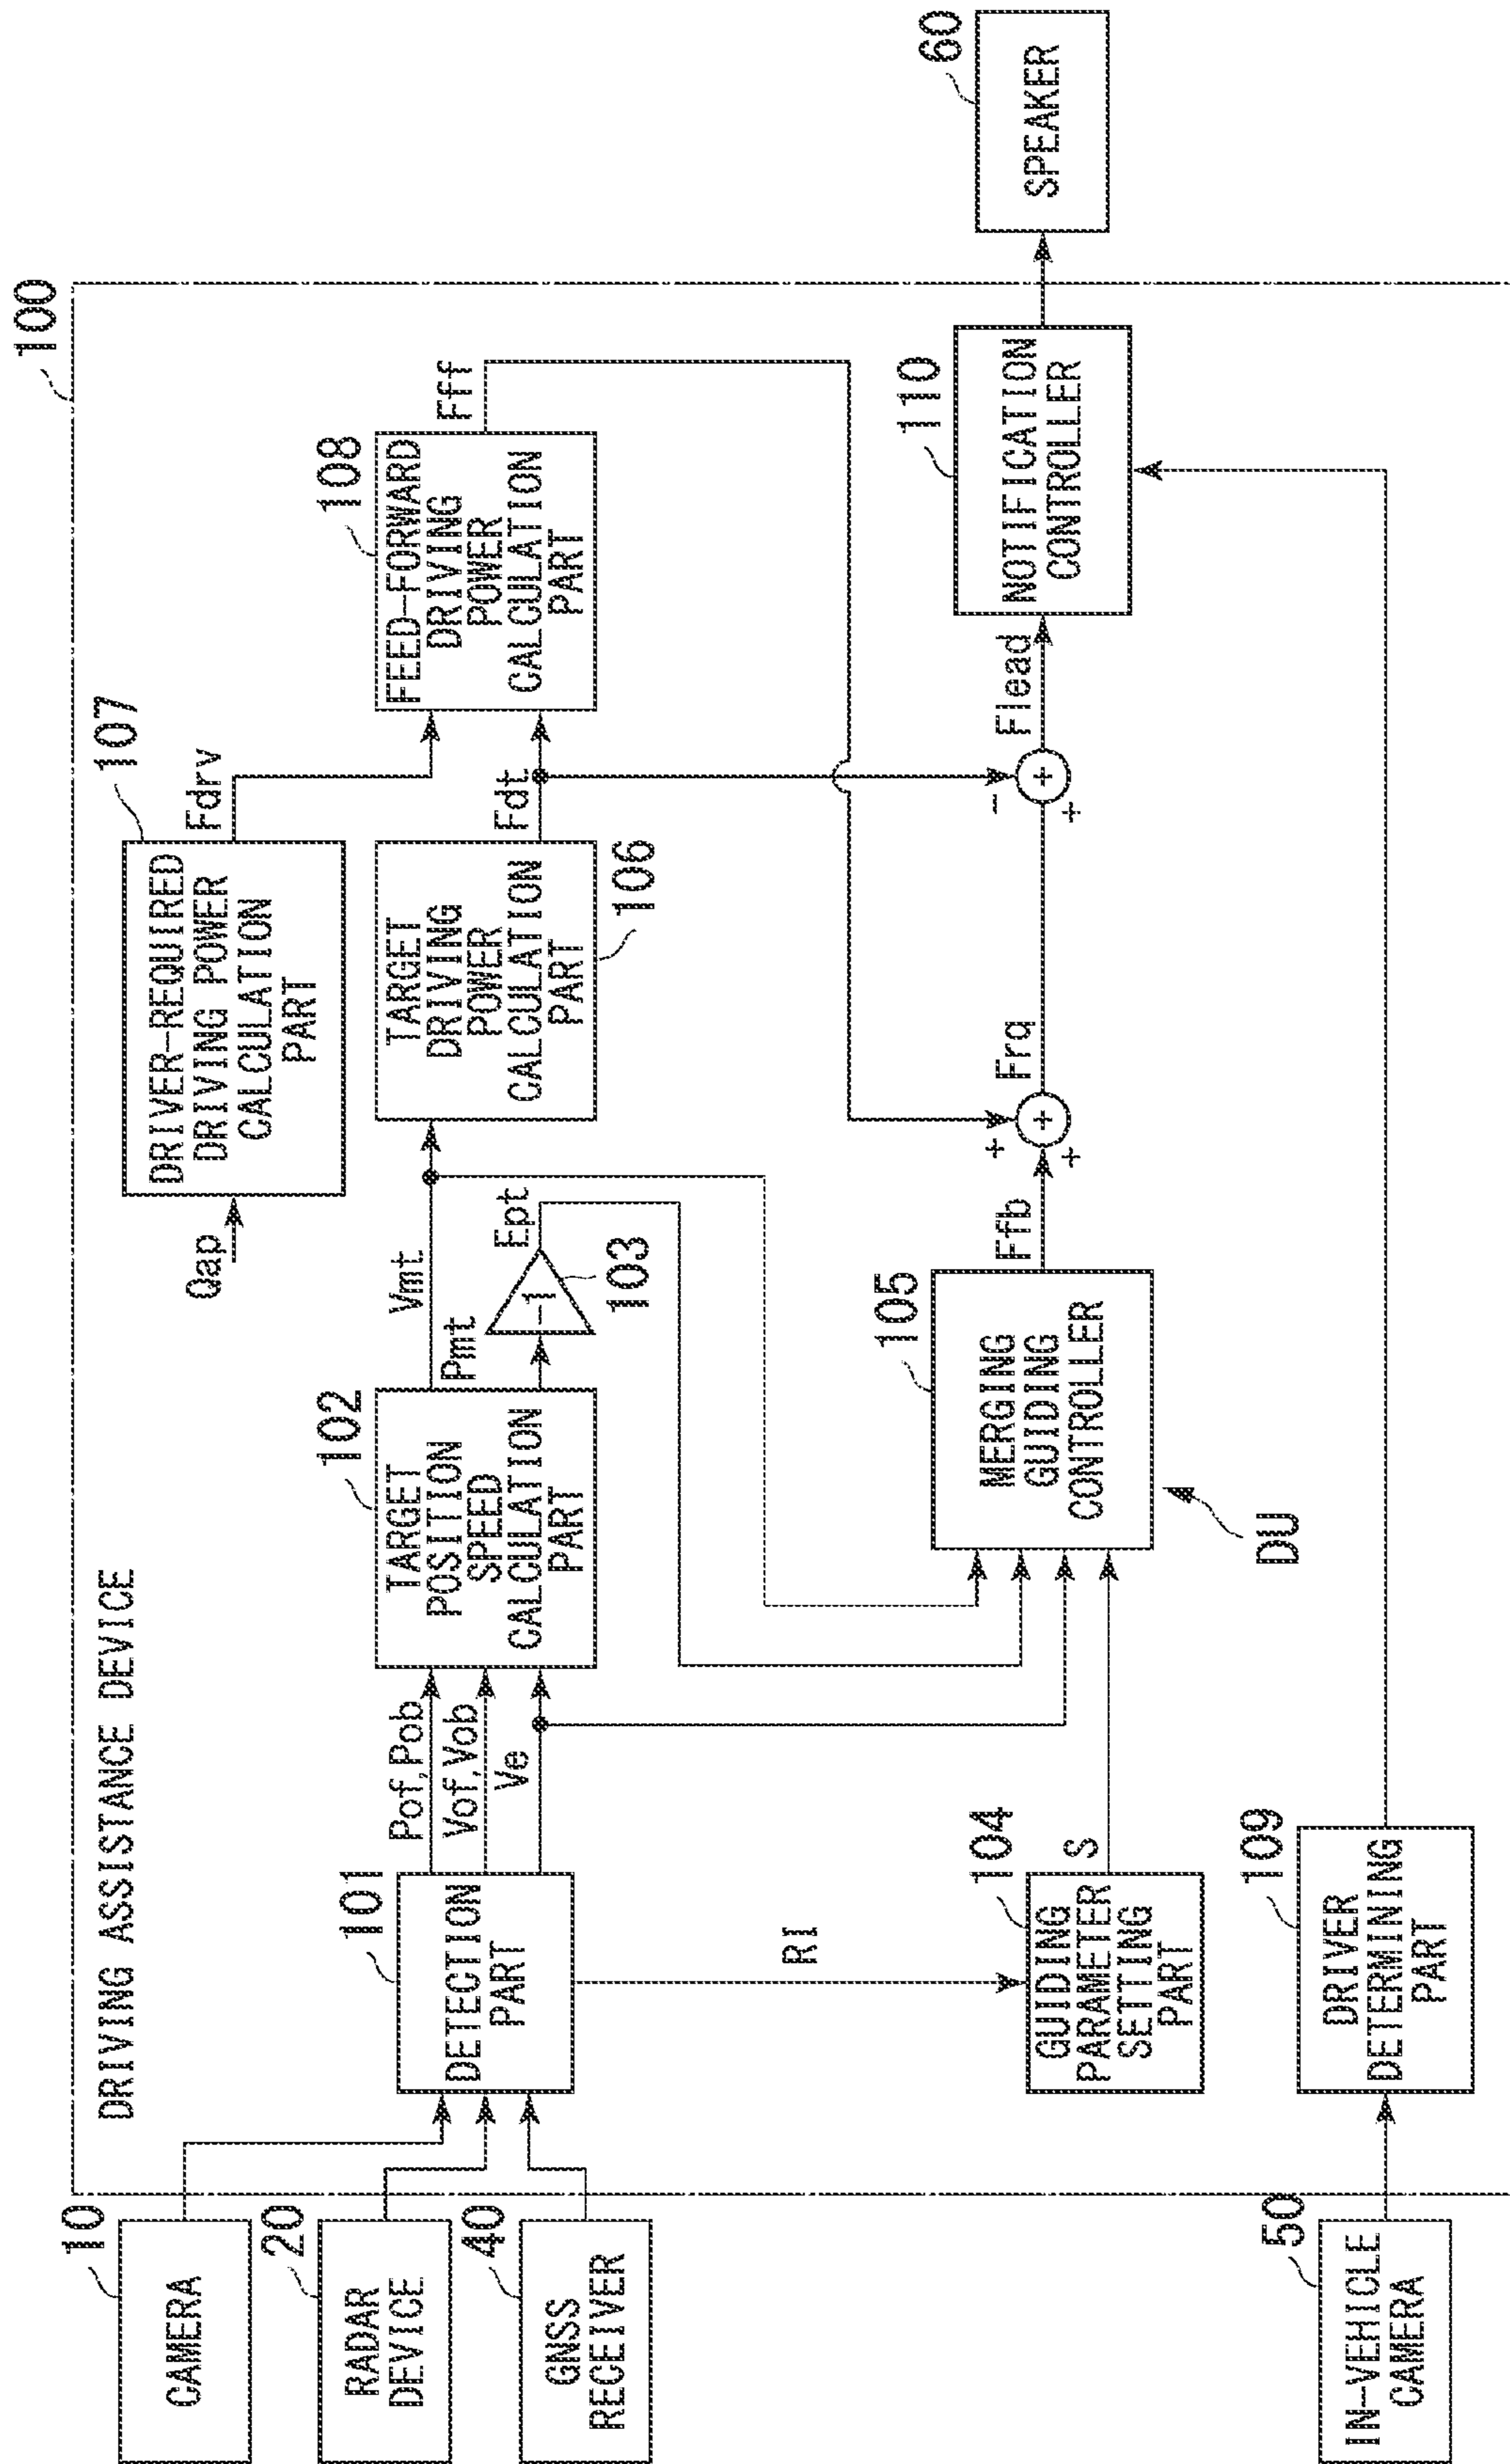 100
DRIVING ASSISTANCE DEVICE
10
CAMERA
20
RADAR
DEVICE
40
GNSS
RECEIVER
50
IN-VEHICLE
CAMERA
101
DETECTION
PART
Pof,Pob
Vof,Vob
Ve
RI
102
TARGET
POSITION
SPEED
CALCULATION
PART
Vmt
Pmt
-1
103
Ept
104
GUIDING
PARAMETER
SETTING
PART
S
105
MERGING
GUIDING
CONTROLLER
DU
Qap
107
DRIVER-REQUIRED
DRIVING POWER
CALCULATION
PART
Fdrv
106
TARGET
DRIVING
POWER
CALCULATION
PART
Fdt
108
FEED-FORWARD
DRIVING
POWER
CALCULATION
PART
Fff
Ffb
+
+
+
Frq
-
+
+
Flead
109
DRIVER
DETERMINING
PART
110
NOTIFICATION
CONTROLLER
60
SPEAKER